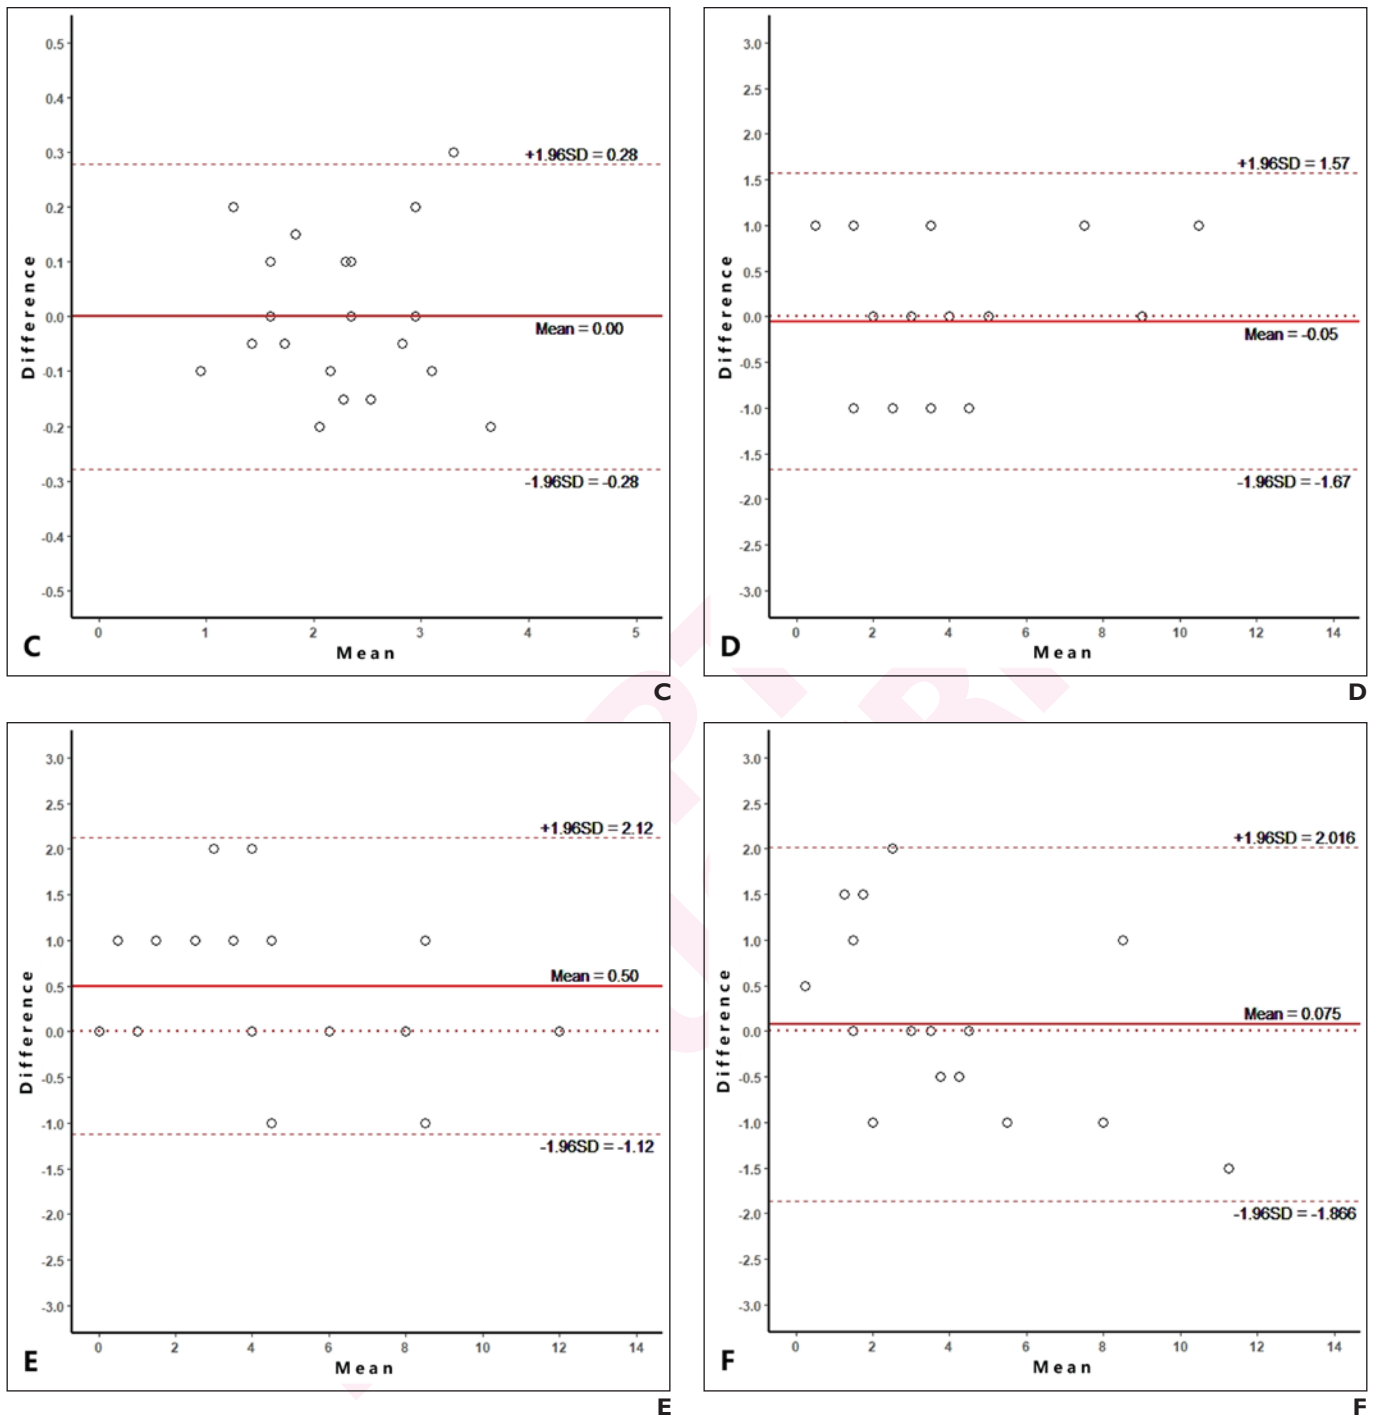 0.5
0.4
0.3
0.2
0.1
0.0
-0.1
-0.2
-0.3
-0.4
-0.5
Difference
+1.96SD = 0.28
Mean = 0.00
-1.96SD = -0.28
0 1 2 3 4 5
Mean
C
C
3.0
2.5
2.0
1.5
1.0
0.5
0.0
-0.5
-1.0
-1.5
-2.0
-2.5
-3.0
Difference
+1.96SD = 1.57
Mean = -0.05
-1.96SD = -1.67
0 2 4 6 8 10 12 14
Mean
D
D
3.0
2.5
2.0
1.5
1.0
0.5
0.0
-0.5
-1.0
-1.5
-2.0
-2.5
-3.0
Difference
+1.96SD = 2.12
Mean = 0.50
-1.96SD = -1.12
0 2 4 6 8 10 12 14
Mean
E
E
3.0
2.5
2.0
1.5
1.0
0.5
0.0
-0.5
-1.0
-1.5
-2.0
-2.5
-3.0
Difference
+1.96SD = 2.016
Mean = 0.075
-1.96SD = -1.866
0 2 4 6 8 10 12 14
Mean
F
F